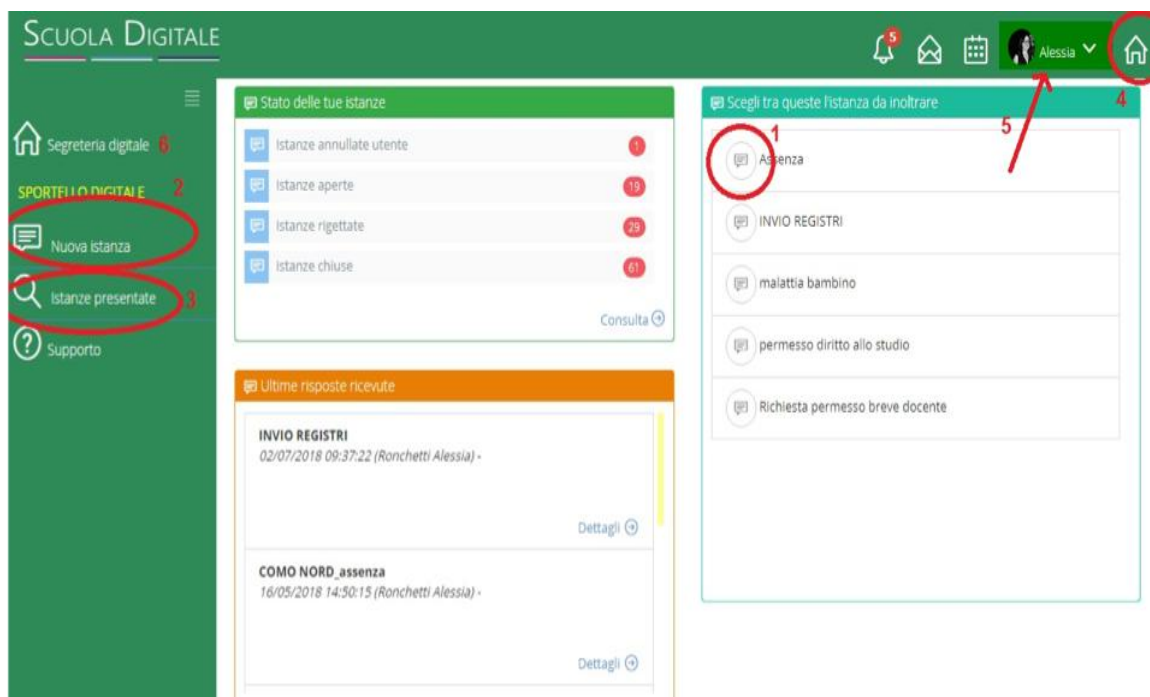 SCUOLA DIGITALE
5
Alessia
4
Segreteria digitale 6
SPORTELLO DIGITALE 2
Nuova istanza
Istanze presentate 3
Supporto
Stato delle tue istanze
Istanze annullate utente 1
Istanze aperte 19
Istanze rigettate 29
Istanze chiuse 61
Consulta
Ultime risposte ricevute
INVIO REGISTRI
02/07/2018 09:37:22 (Ronchetti Alessia) -
Dettagli
COMO NORD_assenza
16/05/2018 14:50:15 (Ronchetti Alessia) -
Dettagli
Scegli tra queste l'istanza da inoltrare
1
5
Assenza
INVIO REGISTRI
malattia bambino
permesso diritto allo studio
Richiesta permesso breve docente